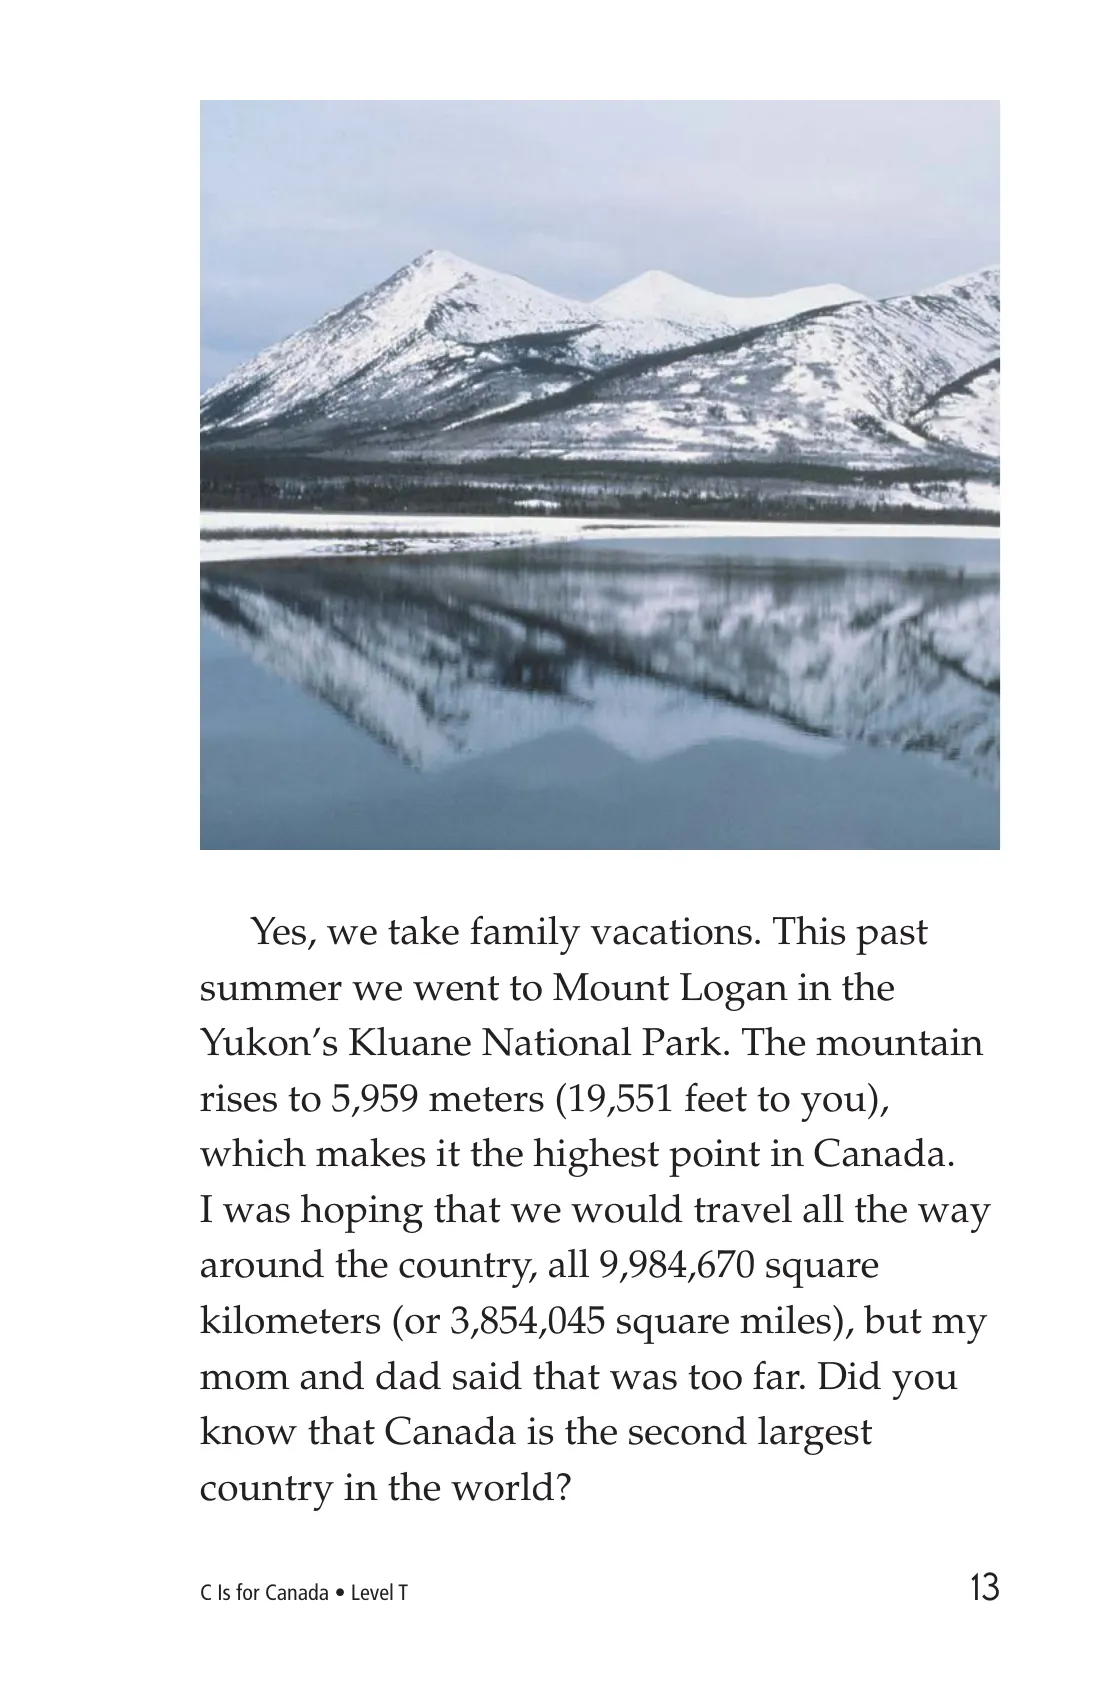 Yes, we take family vacations. This past
summer we went to Mount Logan in the
Yukon’s Kluane National Park. The mountain
rises to 5,959 meters (19,551 feet to you),
which makes it the highest point in Canada.
I was hoping that we would travel all the way
around the country, all 9,984,670 square
kilometers (or 3,854,045 square miles), but my
mom and dad said that was too far. Did you
know that Canada is the second largest
country in the world?
C Is for Canada • Level T
13